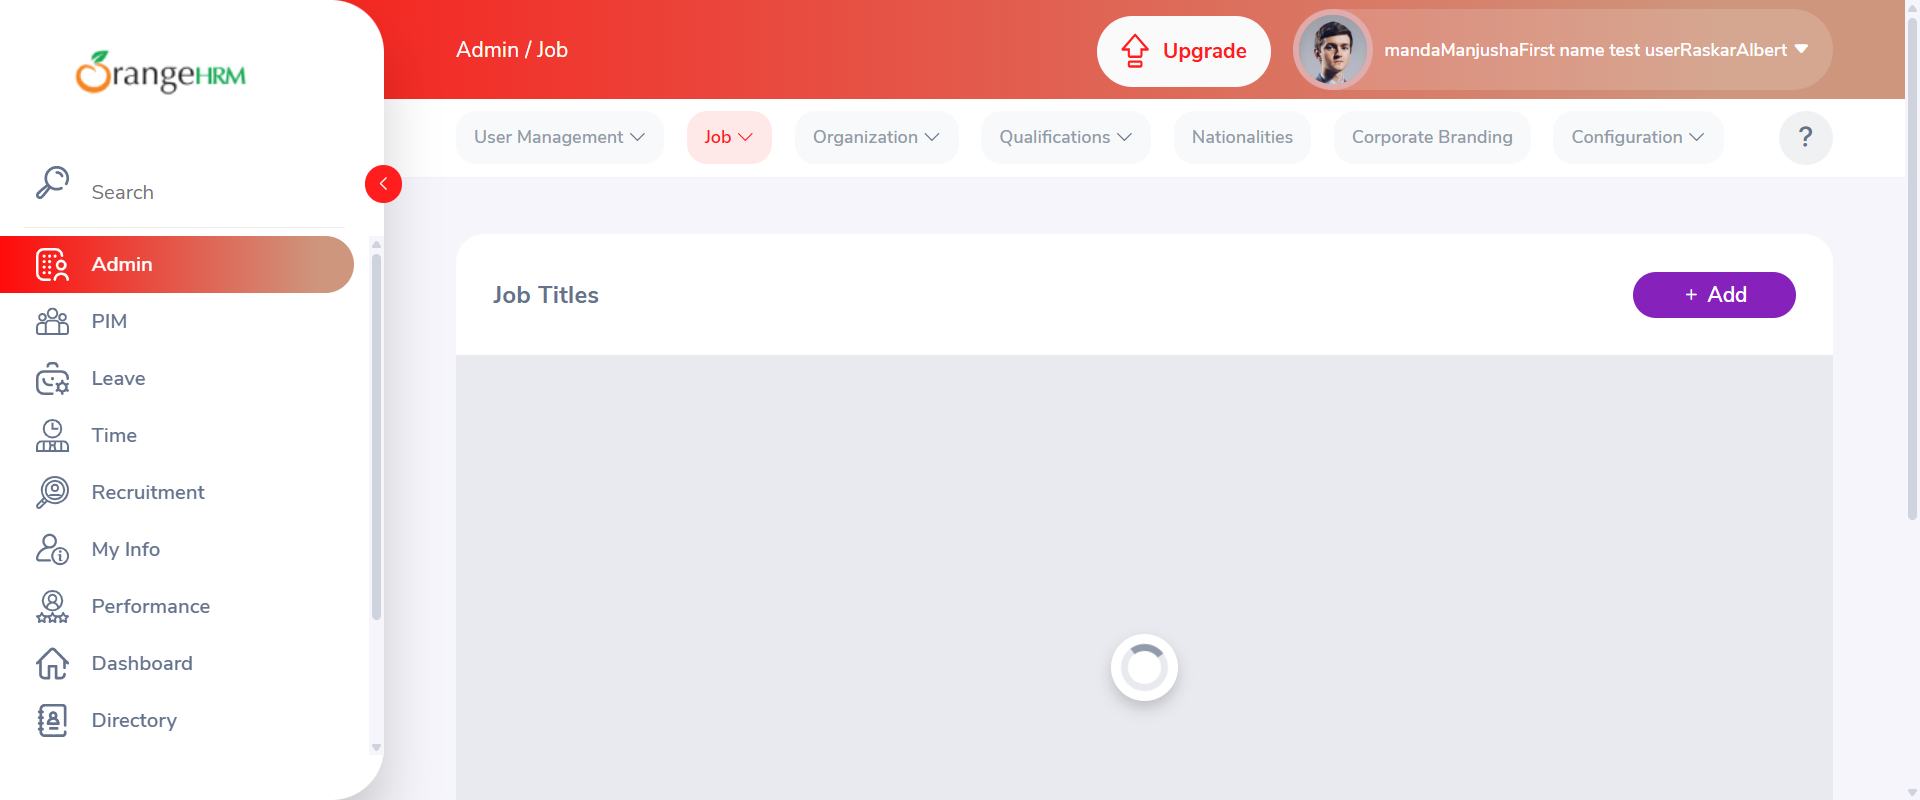 OrangeHRM
Search
Admin
PIM
Leave
Time
Recruitment
My Info
Performance
Dashboard
Directory
Admin / Job
Upgrade
mandaManjushaFirst name test userRaskarAlbert
User Management
Job
Organization
Qualifications
Nationalities
Corporate Branding
Configuration
?
Job Titles
+ Add